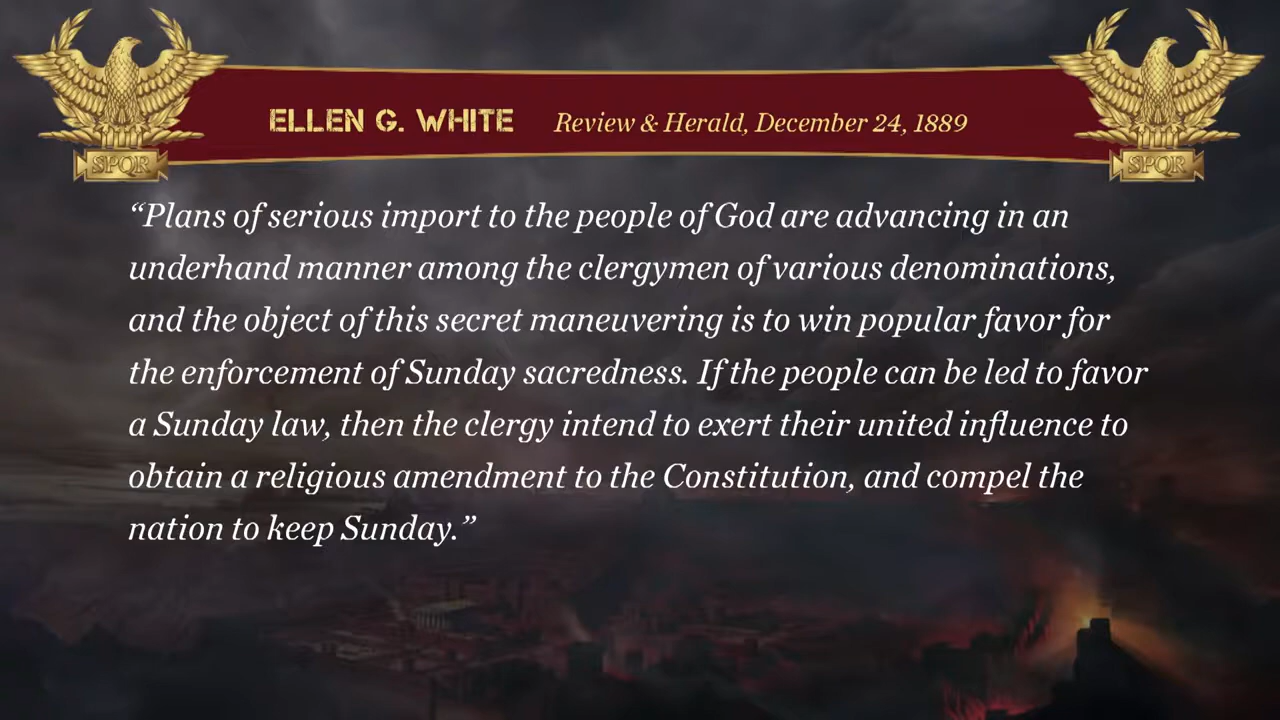 SPQR
SPQR
ELLEN G. WHITE Review & Herald, December 24, 1889
“Plans of serious import to the people of God are advancing in an
underhand manner among the clergymen of various denominations,
and the object of this secret maneuvering is to win popular favor for
the enforcement of Sunday sacredness. If the people can be led to favor
a Sunday law, then the clergy intend to exert their united influence to
obtain a religious amendment to the Constitution, and compel the
nation to keep Sunday.”